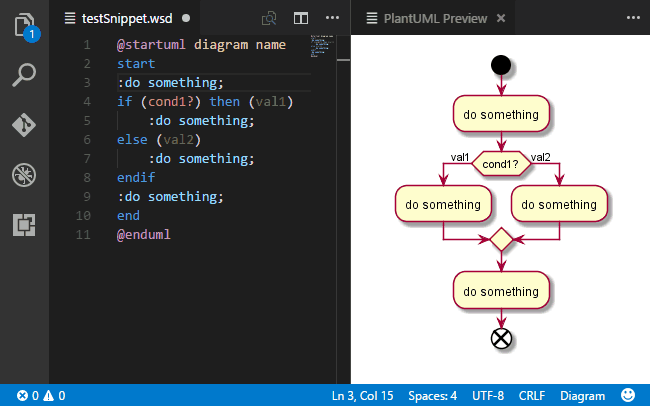 testSnippet.wsd
PlantUML Preview
1
1 @startuml diagram name
2 start
3 :do something;
4 if (cond1?) then (val1)
5 :do something;
6 else (val2)
7 :do something;
8 endif
9 :do something;
10 end
11 @enduml
do something
val1 cond1? val2
do something do something
do something
0 0 Ln 3, Col 15 Spaces: 4 UTF-8 CRLF Diagram